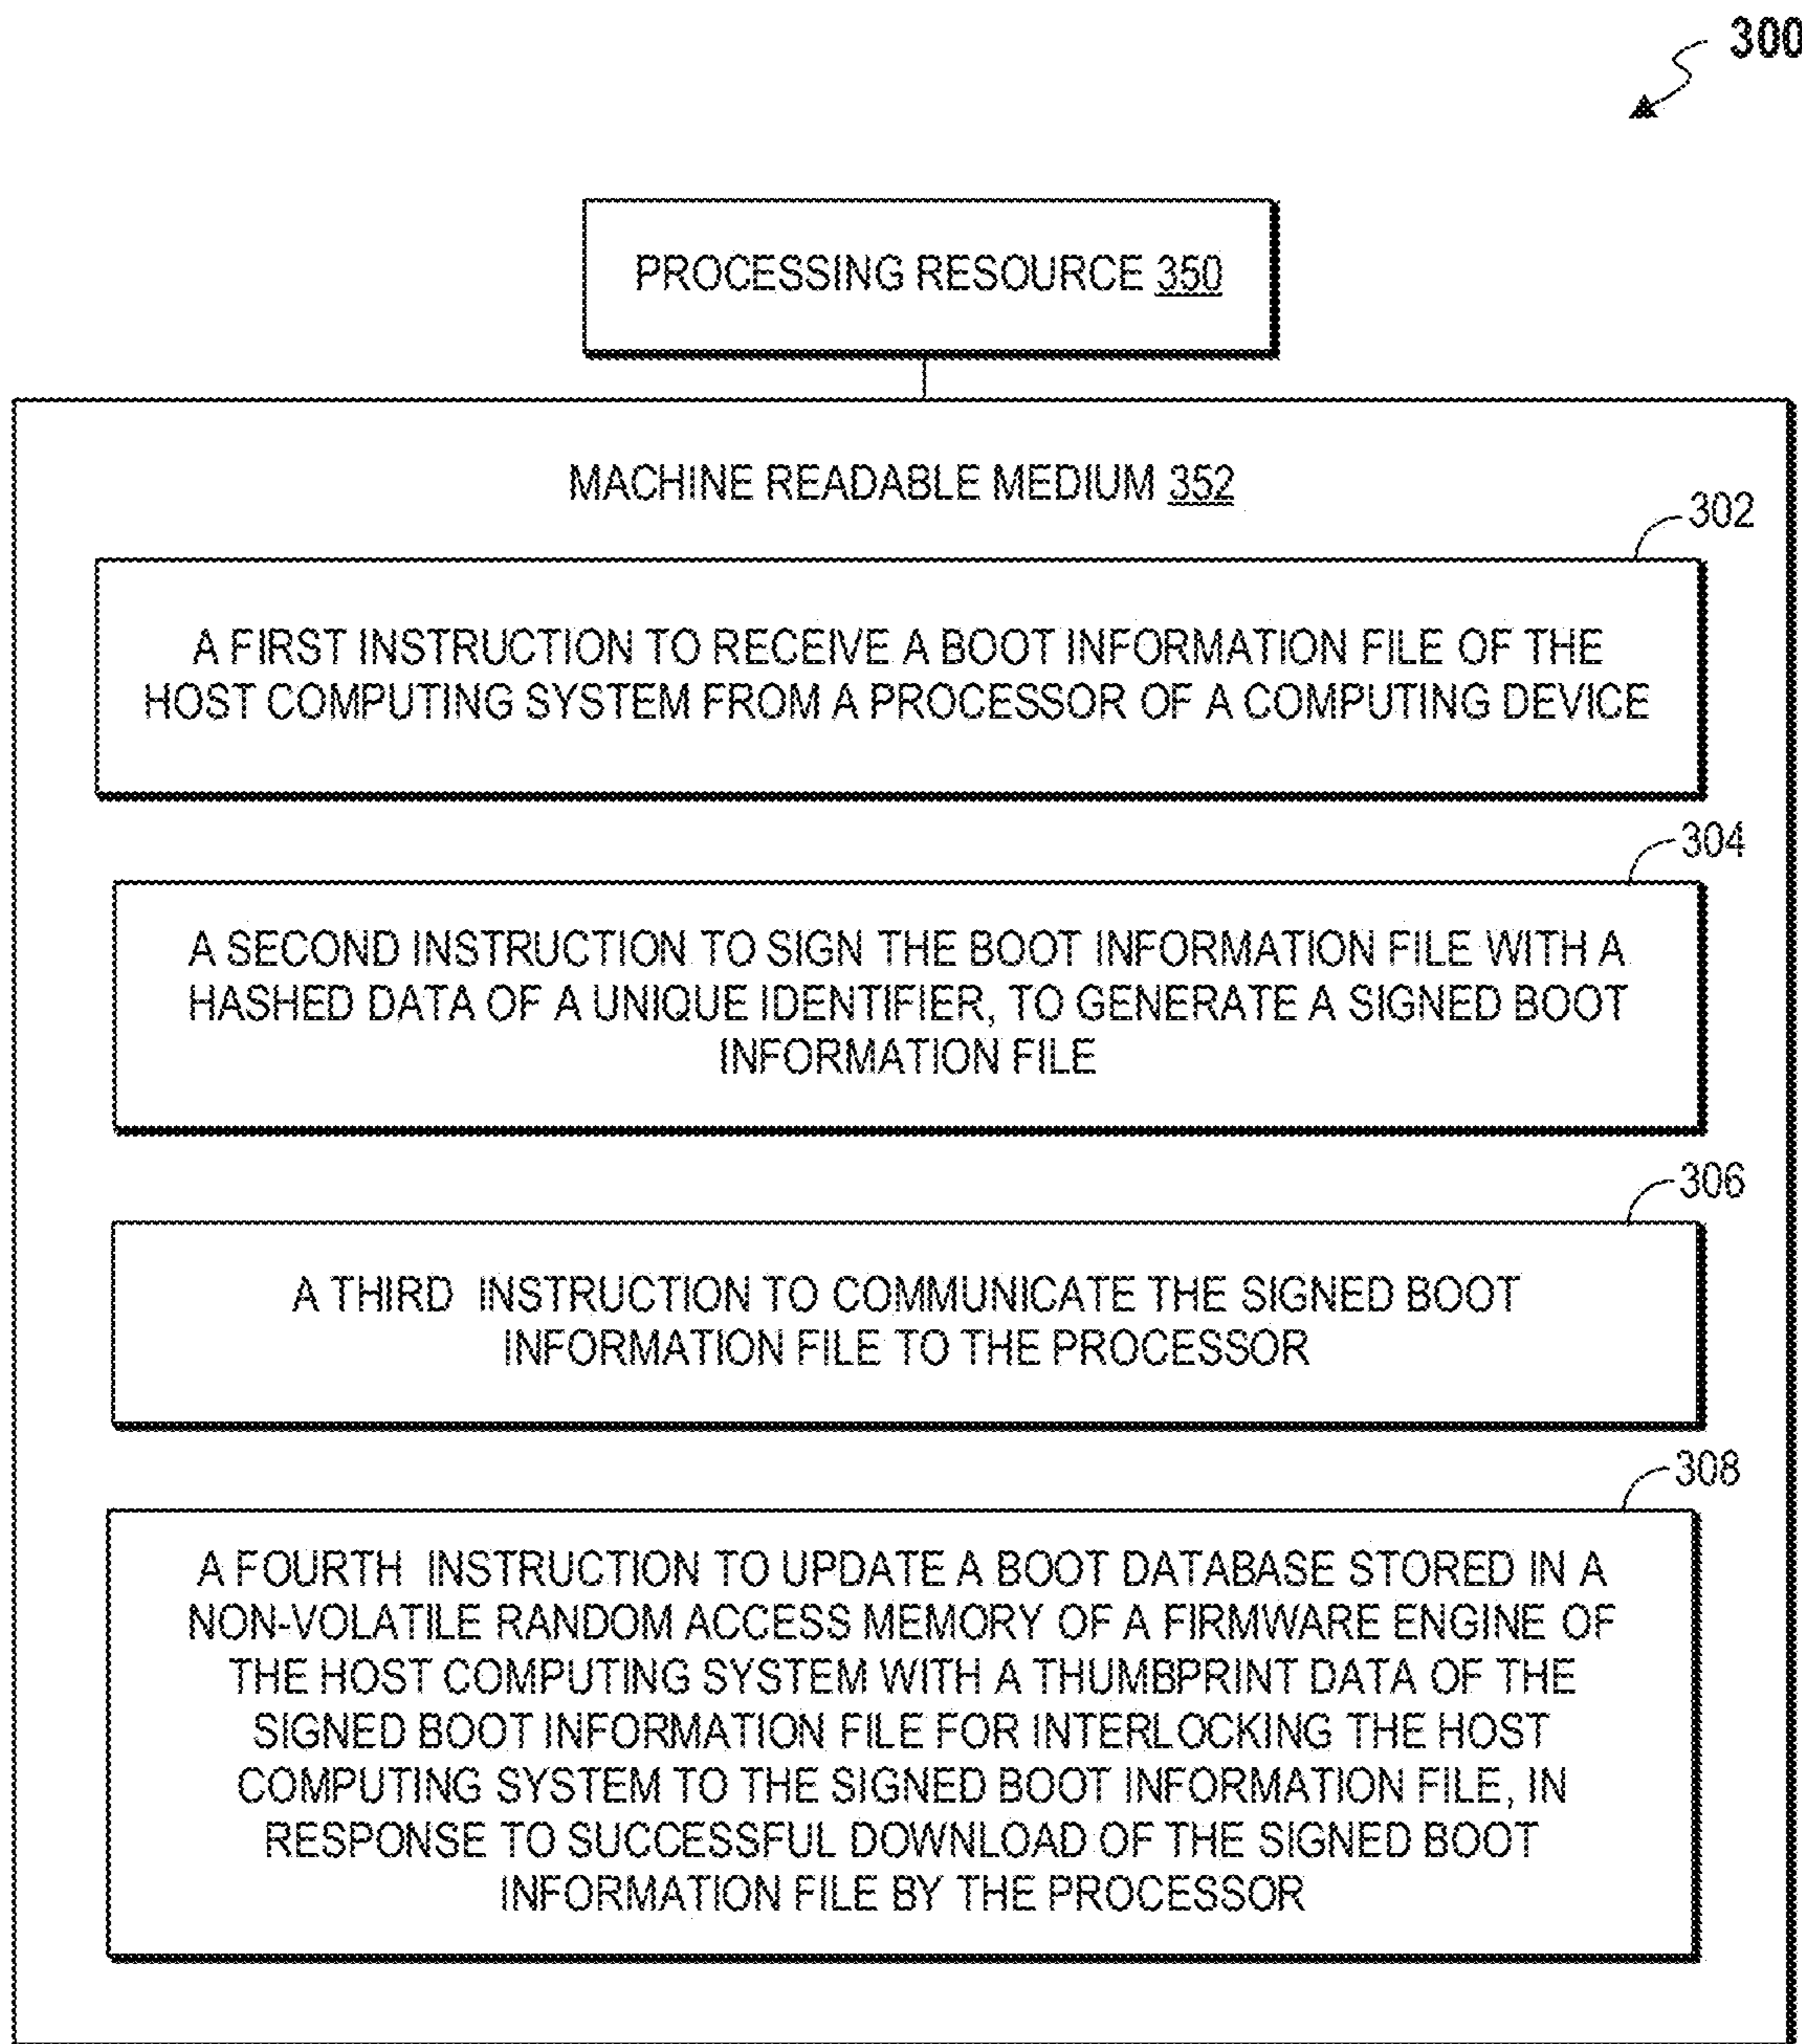 300
PROCESSING RESOURCE 350
MACHINE READABLE MEDIUM 352
302
A FIRST INSTRUCTION TO RECEIVE A BOOT INFORMATION FILE OF THE
HOST COMPUTING SYSTEM FROM A PROCESSOR OF A COMPUTING DEVICE
304
A SECOND INSTRUCTION TO SIGN THE BOOT INFORMATION FILE WITH A
HASHED DATA OF A UNIQUE IDENTIFIER, TO GENERATE A SIGNED BOOT
INFORMATION FILE
306
A THIRD INSTRUCTION TO COMMUNICATE THE SIGNED BOOT
INFORMATION FILE TO THE PROCESSOR
308
A FOURTH INSTRUCTION TO UPDATE A BOOT DATABASE STORED IN A
NON-VOLATILE RANDOM ACCESS MEMORY OF A FIRMWARE ENGINE OF
THE HOST COMPUTING SYSTEM WITH A THUMBPRINT DATA OF THE
SIGNED BOOT INFORMATION FILE FOR INTERLOCKING THE HOST
COMPUTING SYSTEM TO THE SIGNED BOOT INFORMATION FILE, IN
RESPONSE TO SUCCESSFUL DOWNLOAD OF THE SIGNED BOOT
INFORMATION FILE BY THE PROCESSOR